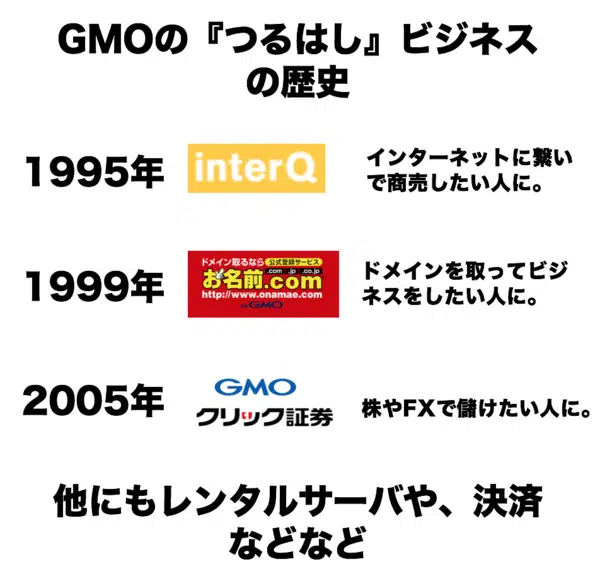 GMOの『つるはし』ビジネス
の歴史
1995年
interQ
インターネットに繋い
で商売したい人に。
1999年
ドメイン取るなら 公式登録サービス
.com .jp .co.jp
お名前.com
http://www.onamae.com
by GMO
ドメインを取ってビジ
ネスをしたい人に。
2005年
GMO
クリック証券
株やFXで儲けたい人に。
他にもレンタルサーバや、決済
などなど